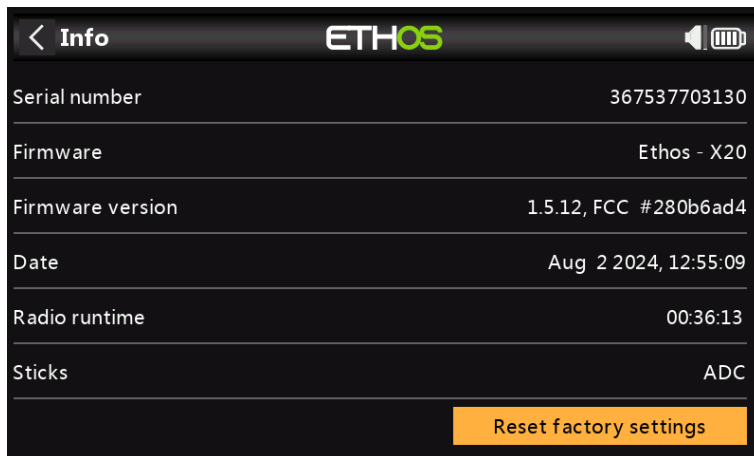 Info ETHOS
Serial number 367537703130
Firmware Ethos - X20
Firmware version 1.5.12, FCC #280b6ad4
Date Aug 2 2024, 12:55:09
Radio runtime 00:36:13
Sticks ADC
Reset factory settings